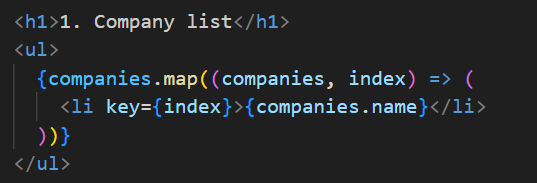 <h1>1. Company list</h1>
<ul>
{companies.map((companies, index) => (
<li key={index}>{companies.name}</li>
))}
</ul>